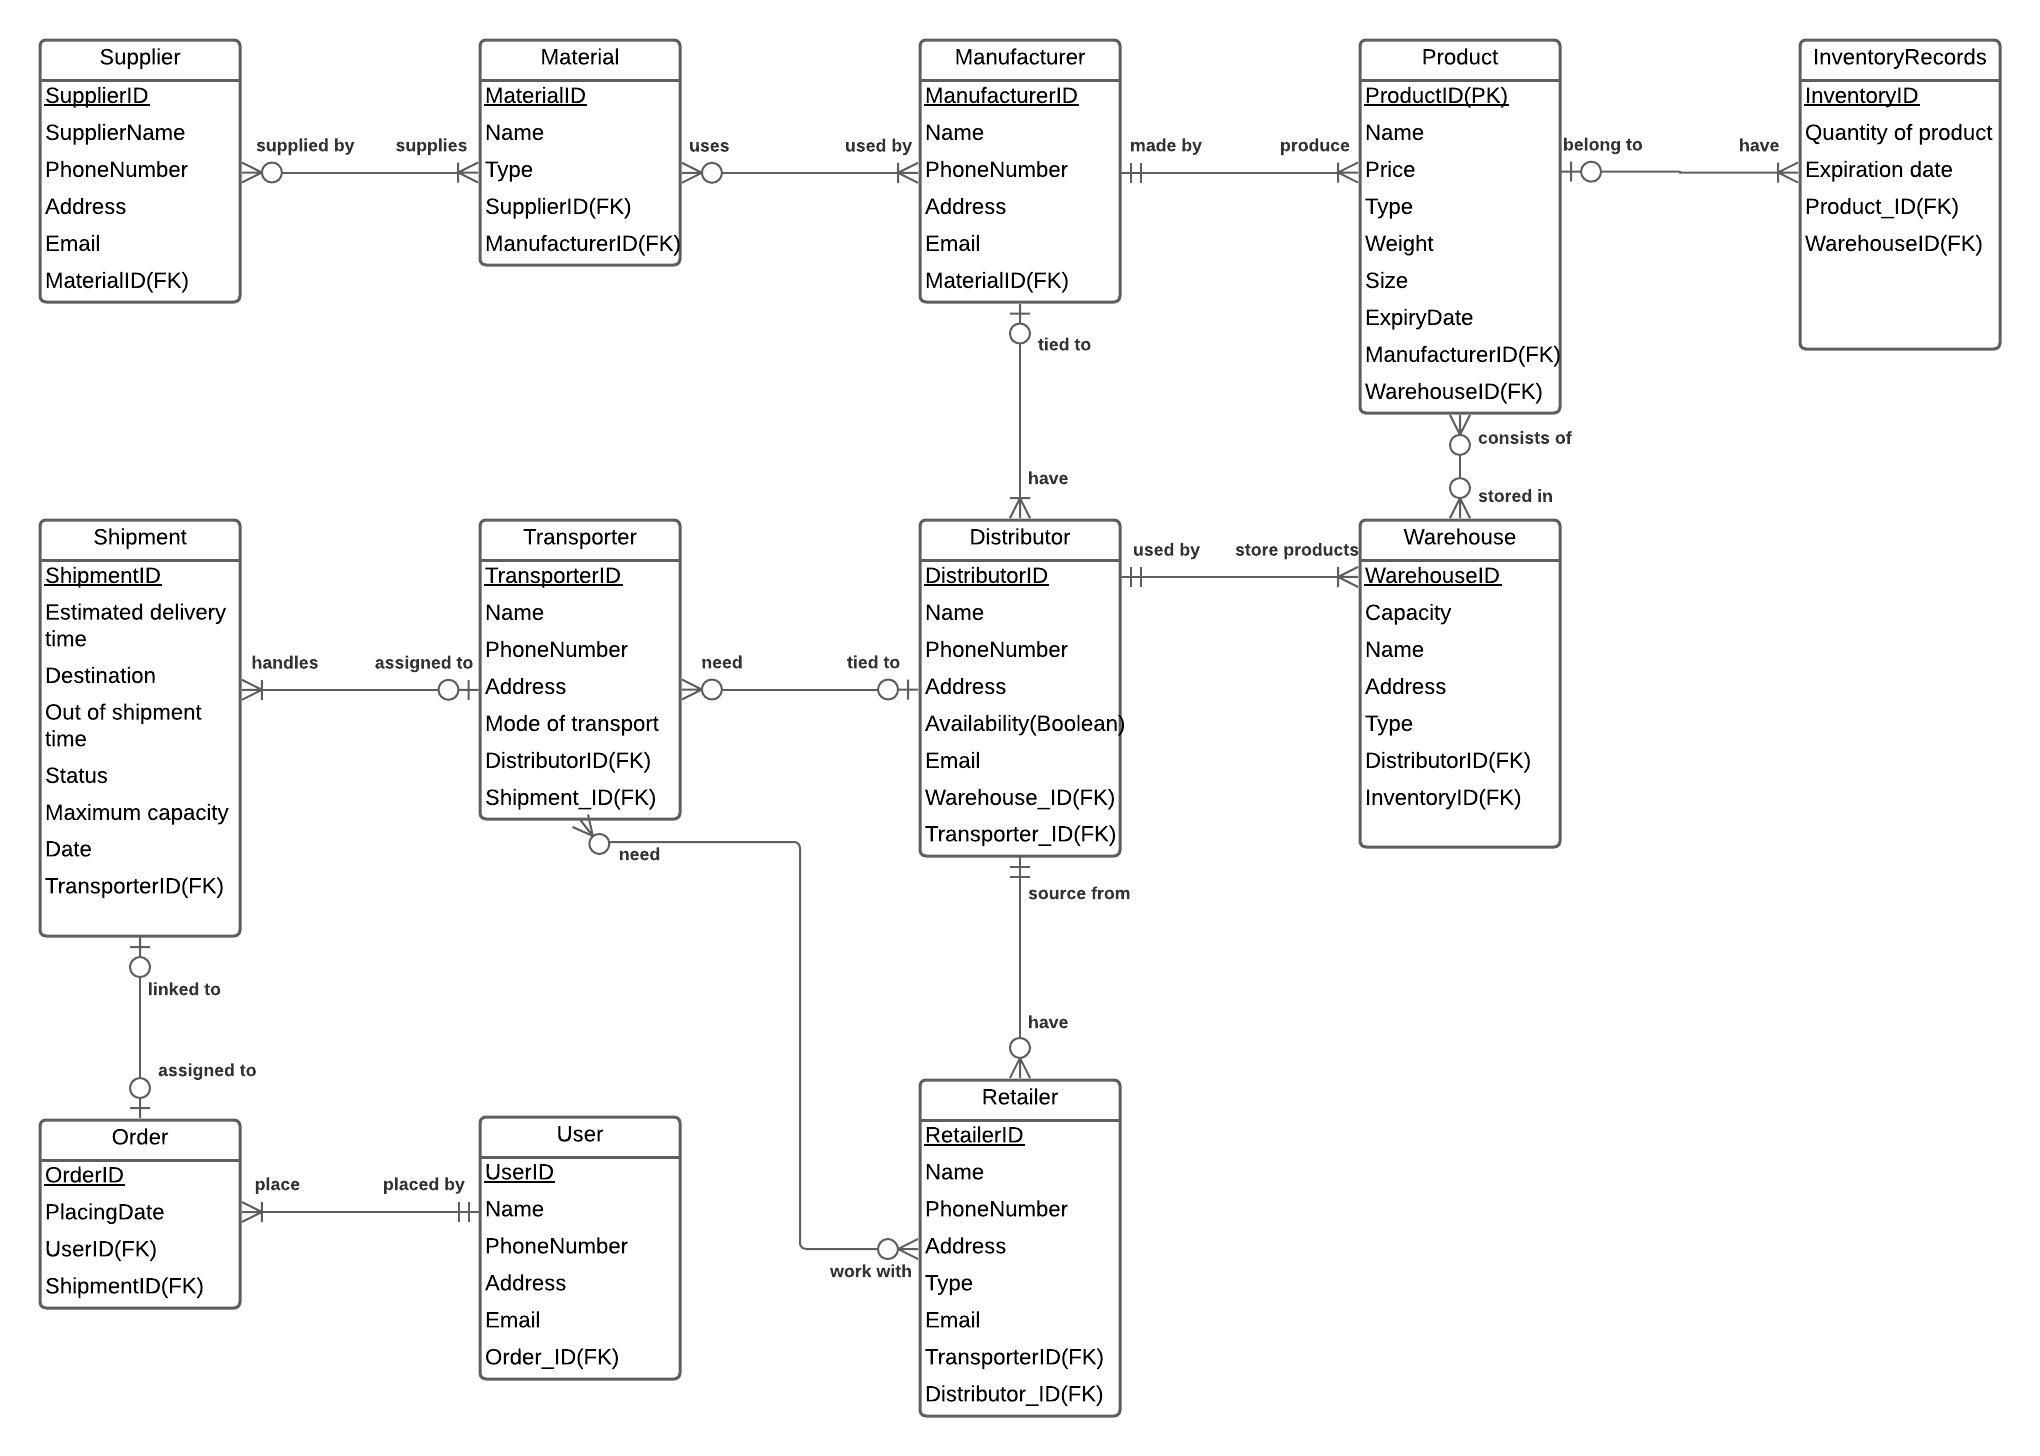 Supplier
SupplierID
SupplierName
PhoneNumber
Address
Email
MaterialID(FK)
supplied by
supplies
Material
MaterialID
Name
Type
SupplierID(FK)
ManufacturerID(FK)
uses
used by
Manufacturer
ManufacturerID
Name
PhoneNumber
Address
Email
MaterialID(FK)
made by
produce
Product
ProductID(PK)
Name
Price
Type
Weight
Size
ExpiryDate
ManufacturerID(FK)
WarehouseID(FK)
belong to
have
InventoryRecords
InventoryID
Quantity of product
Expiration date
Product_ID(FK)
WarehouseID(FK)
tied to
have
consists of
stored in
Shipment
ShipmentID
Estimated delivery
time
Destination
Out of shipment
time
Status
Maximum capacity
Date
TransporterID(FK)
handles
assigned to
Transporter
TransporterID
Name
PhoneNumber
Address
Mode of transport
DistributorID(FK)
Shipment_ID(FK)
need
tied to
Distributor
DistributorID
Name
PhoneNumber
Address
Availability(Boolean)
Email
Warehouse_ID(FK)
Transporter_ID(FK)
used by
store products
Warehouse
WarehouseID
Capacity
Name
Address
Type
DistributorID(FK)
InventoryID(FK)
need
source from
have
linked to
assigned to
Order
OrderID
PlacingDate
UserID(FK)
ShipmentID(FK)
place
placed by
User
UserID
Name
PhoneNumber
Address
Email
Order_ID(FK)
work with
Retailer
RetailerID
Name
PhoneNumber
Address
Type
Email
TransporterID(FK)
Distributor_ID(FK)